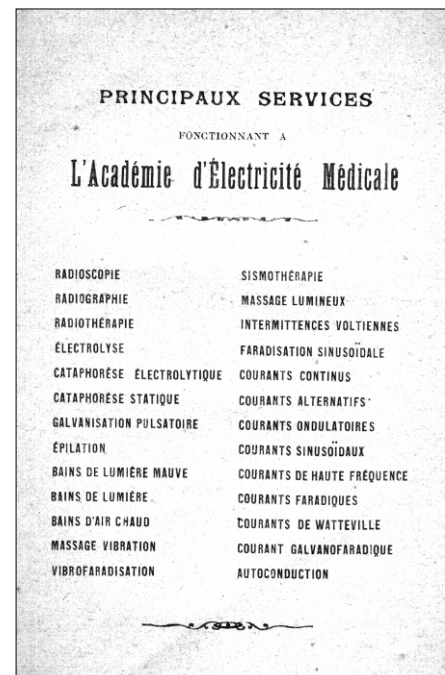 PRINCIPAUX SERVICES
FONCTIONNANT A
L'Académie d'Électricité Médicale
RADIOSCOPIE
RADIOGRAPHIE
RADIOTHÉRAPIE
ÉLECTROLYSE
CATAPHORÈSE ÉLECTROLYTIQUE
CATAPHORÈSE STATIQUE
GALVANISATION PULSATOIRE
ÉPILATION
BAINS DE LUMIÈRE MAUVE
BAINS DE LUMIÈRE
BAINS D'AIR CHAUD
MASSAGE VIBRATION
VIBROFARADISATION
SISMOTHÉRAPIE
MASSAGE LUMINEUX
INTERMITTENCES VOLTIENNES
FARADISATION SINUSOÏDALE
COURANTS CONTINUS
COURANTS ALTERNATIFS
COURANTS ONDULATOIRES
COURANTS SINUSOÏDAUX
COURANTS DE HAUTE FRÉQUENCE
COURANTS FARADIQUES
COURANTS DE WATTEVILLE
COURANT GALVANOFARADIQUE
AUTOCONDUCTION